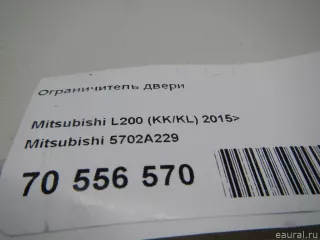 Ограничитель двери
Mitsubishi L200 (KK/KL) 2015>
Mitsubishi 5702A229
70 556 570
eaural.ru